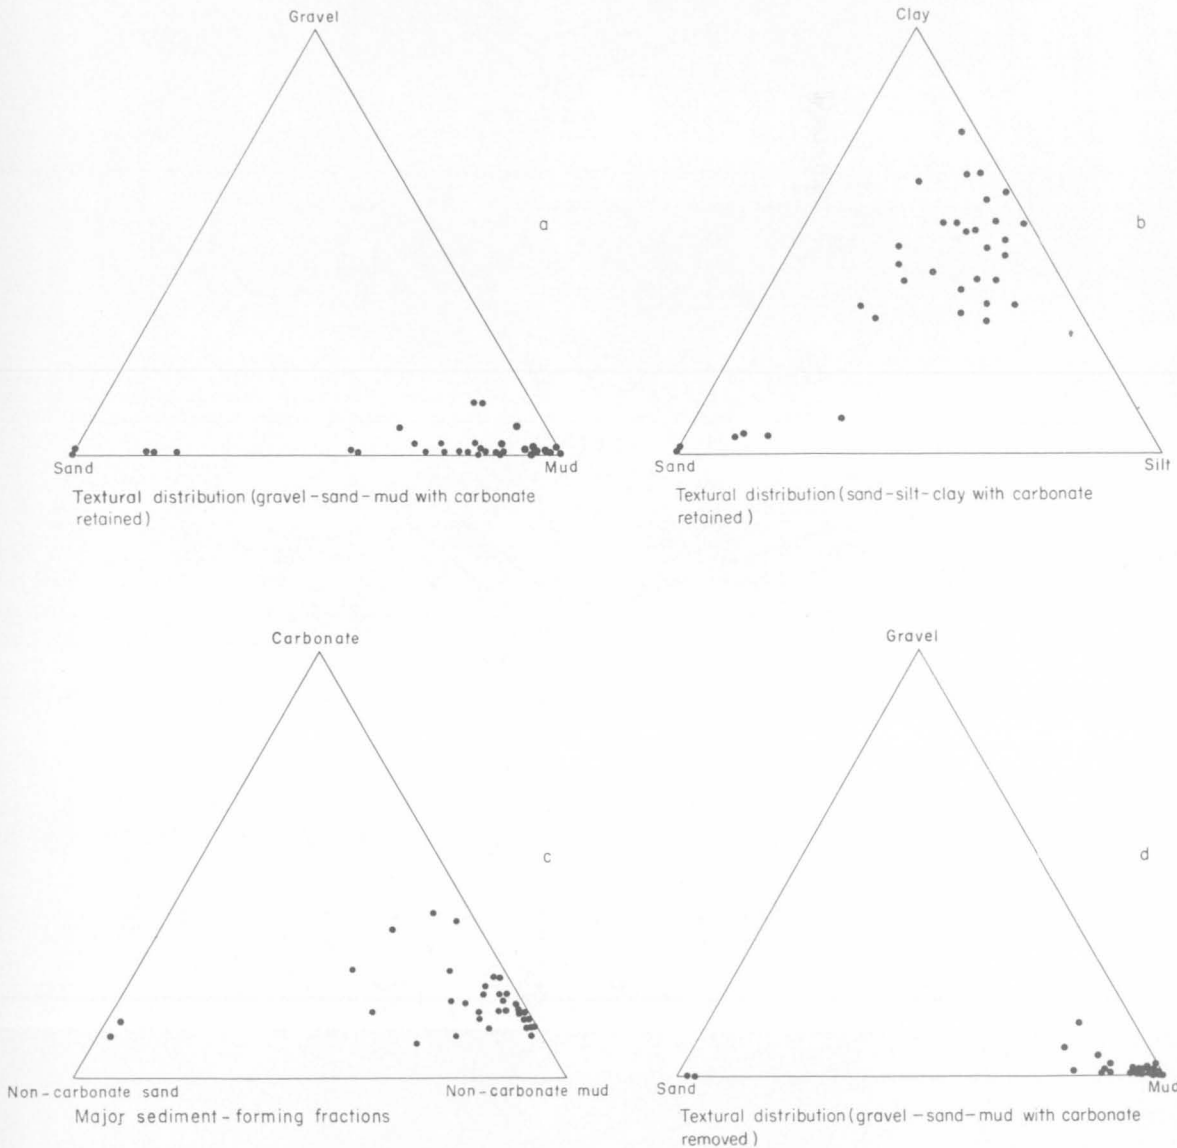 Gravel
a
Sand
Mud
Textural distribution (gravel-sand-mud with carbonate
retained)
Clay
b
Sand
Silt
Textural distribution (sand-silt-clay with carbonate
retained)
Carbonate
c
Non-carbonate sand
Non-carbonate mud
Major sediment-forming fractions
Gravel
d
Sand
Mud
Textural distribution (gravel-sand-mud with carbonate
removed)